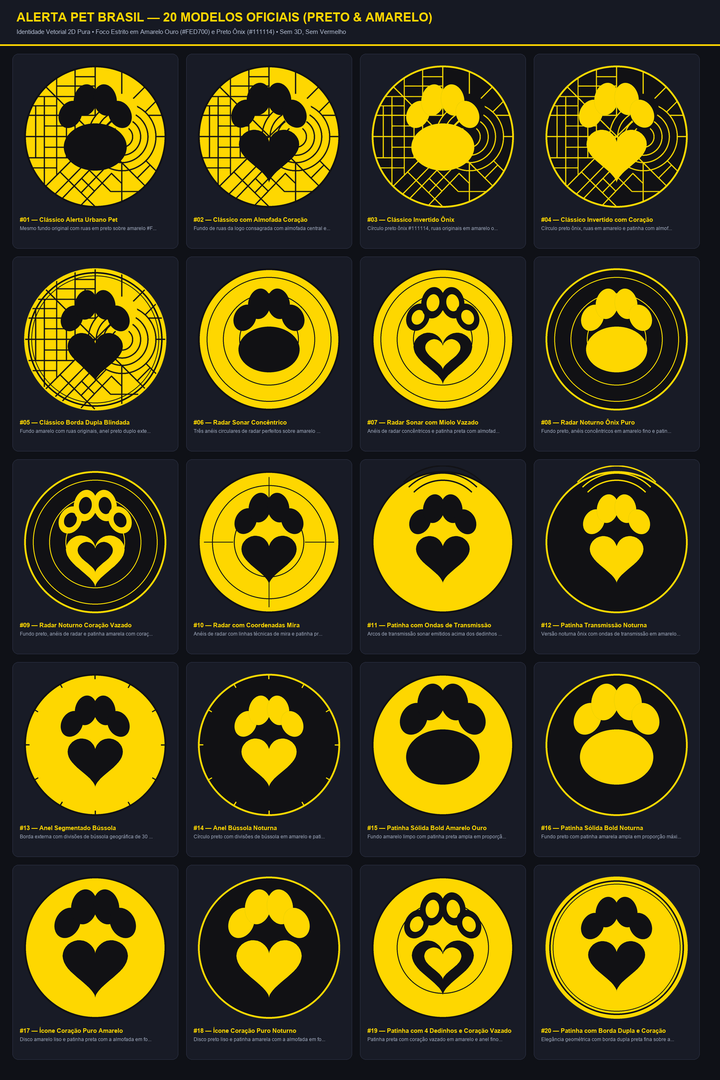 ALERTA PET BRASIL — 20 MODELOS OFICIAIS (PRETO & AMARELO)
Identidade Vetorial 2D Pura • Foco Estrito em Amarelo Ouro (#FED700) e Preto Ônix (#111114) • Sem 3D, Sem Vermelho
#01 — Clássico Alerta Urbano Pet
Mesmo fundo original com ruas em preto sobre amarelo #F...
#02 — Clássico com Almofada Coração
Fundo de ruas da logo consagrada com almofada central e...
#03 — Clássico Invertido Ônix
Círculo preto ônix #111114, ruas originais em amarelo o...
#04 — Clássico Invertido com Coração
Círculo preto ônix, ruas em amarelo e patinha com almof...
#05 — Clássico Borda Dupla Blindada
Fundo amarelo com ruas originais, anel preto duplo exte...
#06 — Radar Sonar Concêntrico
Três anéis circulares de radar perfeitos sobre amarelo ...
#07 — Radar Sonar com Miolo Vazado
Anéis de radar concêntricos e patinha preta com almofad...
#08 — Radar Noturno Ônix Puro
Fundo preto, anéis concêntricos em amarelo fino e patin...
#09 — Radar Noturno Coração Vazado
Fundo preto, anéis de radar e patinha amarela com coraç...
#10 — Radar com Coordenadas Mira
Anéis de radar com linhas técnicas de mira e patinha pr...
#11 — Patinha com Ondas de Transmissão
Arcos de transmissão sonar emitidos acima dos dedinhos ...
#12 — Patinha Transmissão Noturna
Versão noturna ônix com ondas de transmissão em amarelo...
#13 — Anel Segmentado Bússola
Borda externa com divisões de bússola geográfica de 30 ...
#14 — Anel Bússola Noturna
Círculo preto com divisões de bússola em amarelo e pati...
#15 — Patinha Sólida Bold Amarelo Ouro
Fundo amarelo limpo com patinha preta ampla em proporçã...
#16 — Patinha Sólida Bold Noturna
Fundo preto com patinha amarela ampla em proporção máxi...
#17 — Ícone Coração Puro Amarelo
Disco amarelo liso e patinha preta com a almofada em fo...
#18 — Ícone Coração Puro Noturno
Disco preto liso e patinha amarela com a almofada em fo...
#19 — Patinha com 4 Dedinhos e Coração Vazado
Patinha preta com coração vazado em amarelo e anel fino...
#20 — Patinha com Borda Dupla e Coração
Elegância geométrica com borda dupla preta fina sobre a...